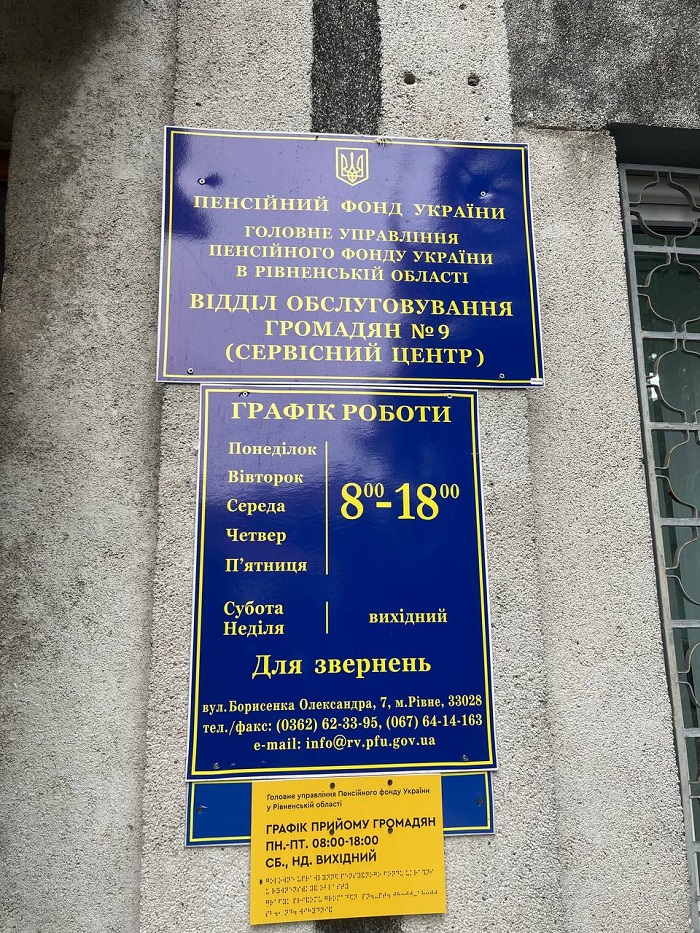 ПЕНСІЙНИЙ ФОНД УКРАЇНИ
ГОЛОВНЕ УПРАВЛІННЯ
ПЕНСІЙНОГО ФОНДУ УКРАЇНИ
В РІВНЕНСЬКІЙ ОБЛАСТІ
ВІДДІЛ ОБСЛУГОВУВАННЯ
ГРОМАДЯН №9
(СЕРВІСНИЙ ЦЕНТР)
ГРАФІК РОБОТИ
Понеділок
Вівторок
Середа
Четвер
П'ятниця
8⁰⁰-18⁰⁰
Субота
Неділя
вихідний
Для звернень
вул.Борисенка Олександра, 7, м.Рівне, 33028
тел./факс: (0362) 62-33-95, (067) 64-14-163
e-mail: info@rv.pfu.gov.ua
Головне управління Пенсійного фонду України
у Рівненській області
ГРАФІК ПРИЙОМУ ГРОМАДЯН
ПН.-ПТ. 08:00-18:00
СБ., НД. ВИХІДНИЙ